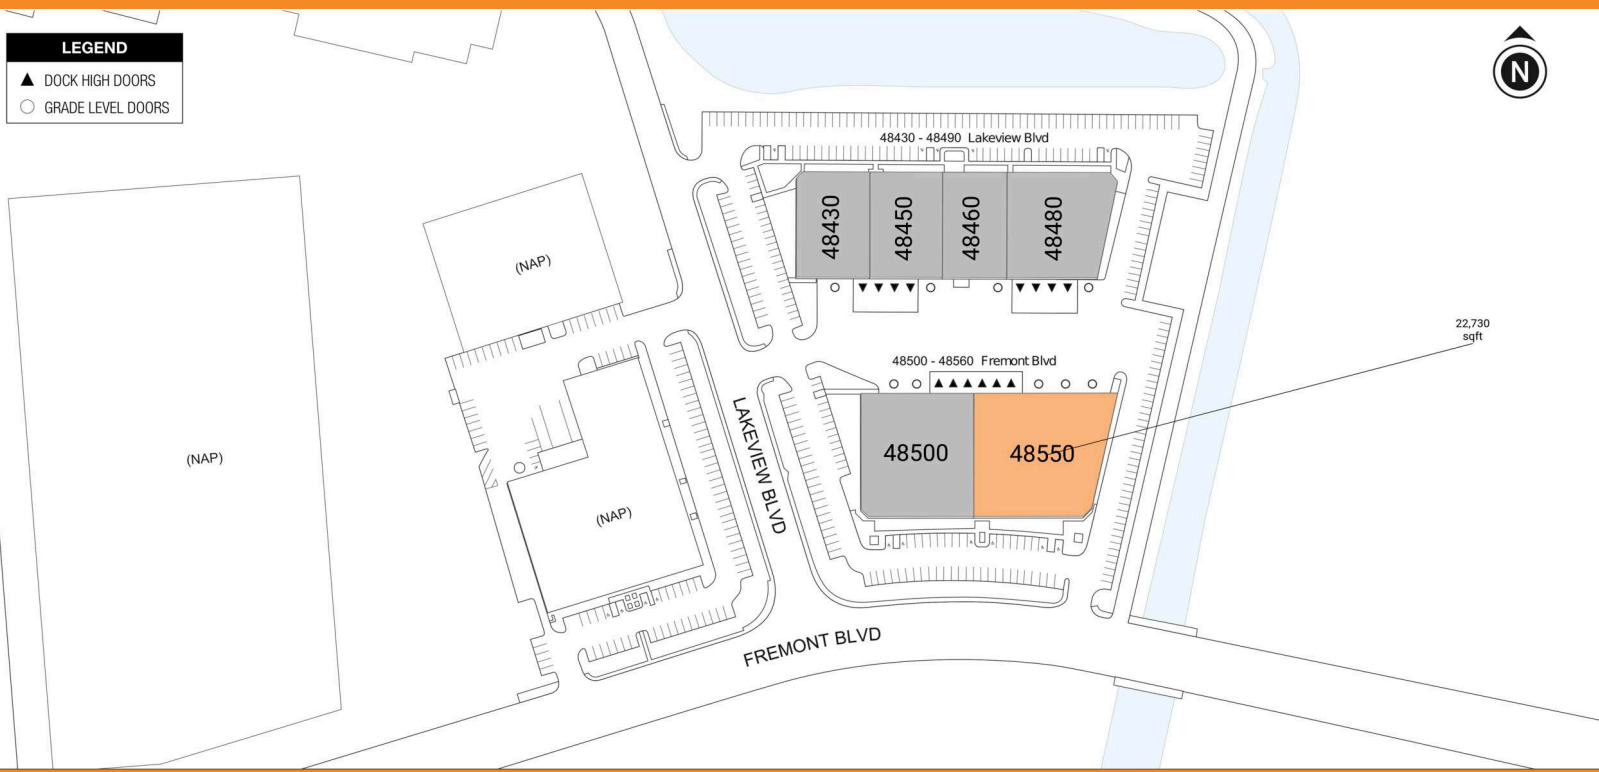 LEGEND
DOCK HIGH DOORS
GRADE LEVEL DOORS
N
48430 - 48490 Lakeview Blvd
48430
48450
48460
48480
(NAP)
22,730
sqft
48500 - 48560 Fremont Blvd
LAKEVIEW BLVD
48500
48550
(NAP)
(NAP)
FREMONT BLVD